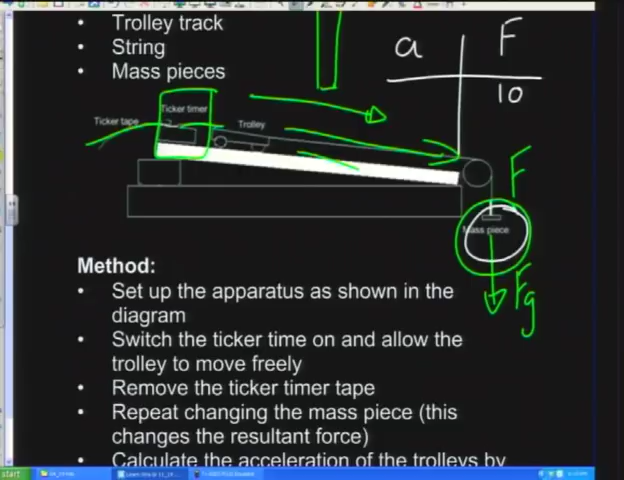 • Trolley track
• String
• Mass pieces
a F
10
Ticker timer
Ticker tape
Trolley
F
Mass piece
Fg
Method:
• Set up the apparatus as shown in the
diagram
• Switch the ticker time on and allow the
trolley to move freely
• Remove the ticker timer tape
• Repeat changing the mass piece (this
changes the resultant force)
• Calculate the acceleration of the trolleys by
start